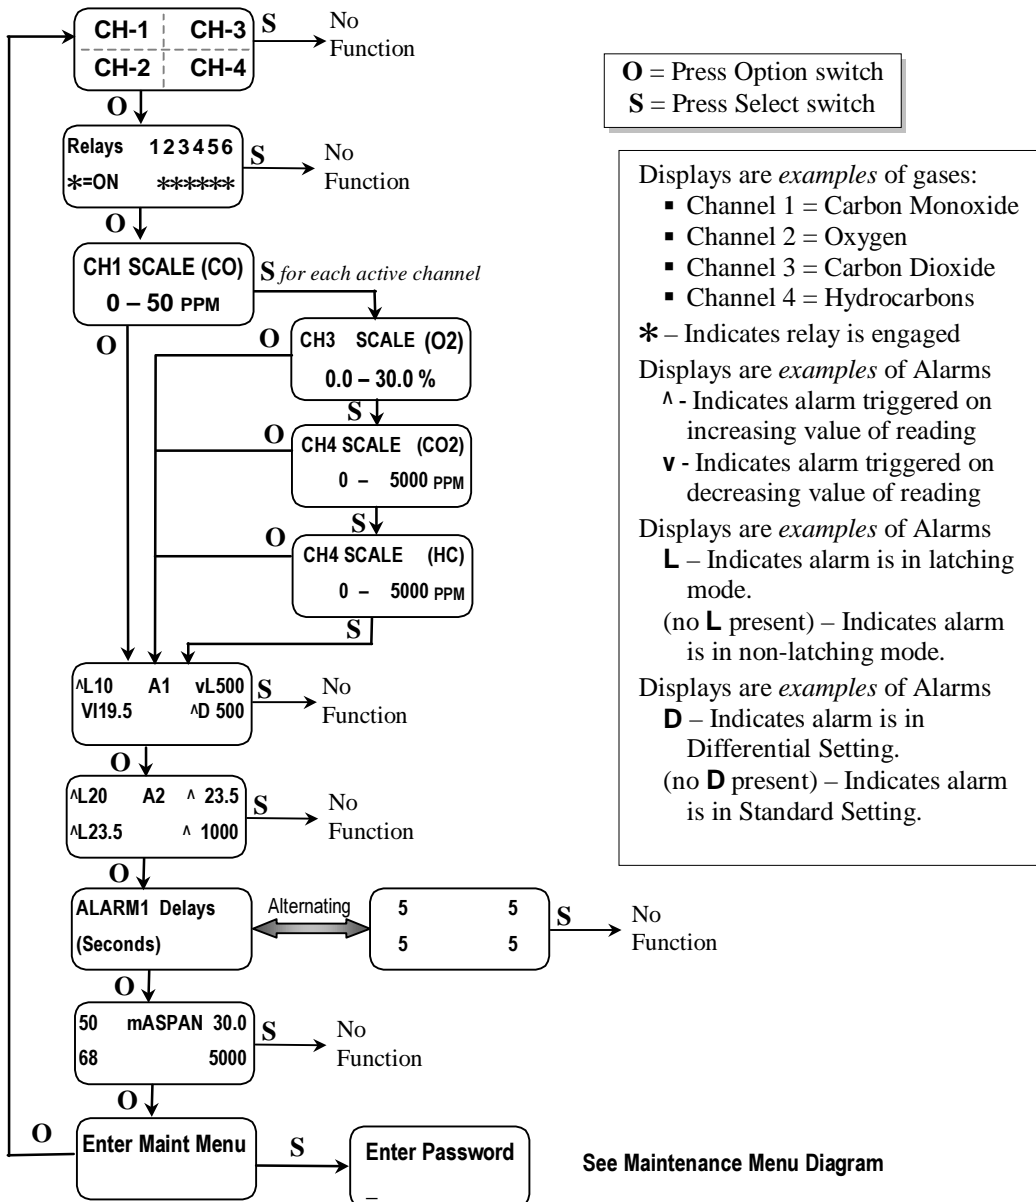 CH-1 CH-3
CH-2 CH-4
S
No
Function
O
Relays 123456
*=ON ******
S
No
Function
O
CH1 SCALE (CO)
0 – 50 PPM
S for each active channel
O
O
CH3 SCALE (O2)
0.0 – 30.0 %
S
O
CH4 SCALE (CO2)
0 – 5000 PPM
S
O
CH4 SCALE (HC)
0 – 5000 PPM
S
^L10 A1 vL500
VI19.5 ^D 500
S
No
Function
O
^L20 A2 ^ 23.5
^L23.5 ^ 1000
S
No
Function
O
ALARM1 Delays
(Seconds)
Alternating
5 5
5 5
S
No
Function
O
50 mASPAN 30.0
68 5000
S
No
Function
O
O
Enter Maint Menu
S
Enter Password
_
See Maintenance Menu Diagram
O = Press Option switch
S = Press Select switch
Displays are examples of gases:
▪ Channel 1 = Carbon Monoxide
▪ Channel 2 = Oxygen
▪ Channel 3 = Carbon Dioxide
▪ Channel 4 = Hydrocarbons
* – Indicates relay is engaged
Displays are examples of Alarms
^ - Indicates alarm triggered on
increasing value of reading
v - Indicates alarm triggered on
decreasing value of reading
Displays are examples of Alarms
L – Indicates alarm is in latching
mode.
(no L present) – Indicates alarm
is in non-latching mode.
Displays are examples of Alarms
D – Indicates alarm is in
Differential Setting.
(no D present) – Indicates alarm
is in Standard Setting.